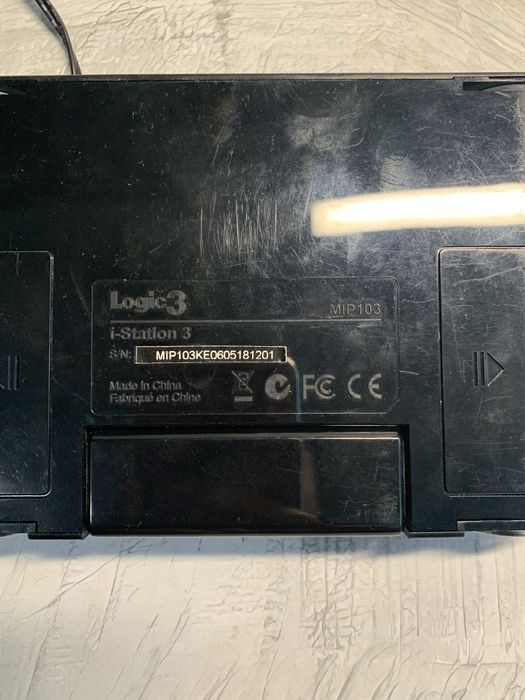 Logic3
MIP103
i-Station 3
S/N: MIP103KE0605181201
Made in China
Fabriqué en Chine
FC CE